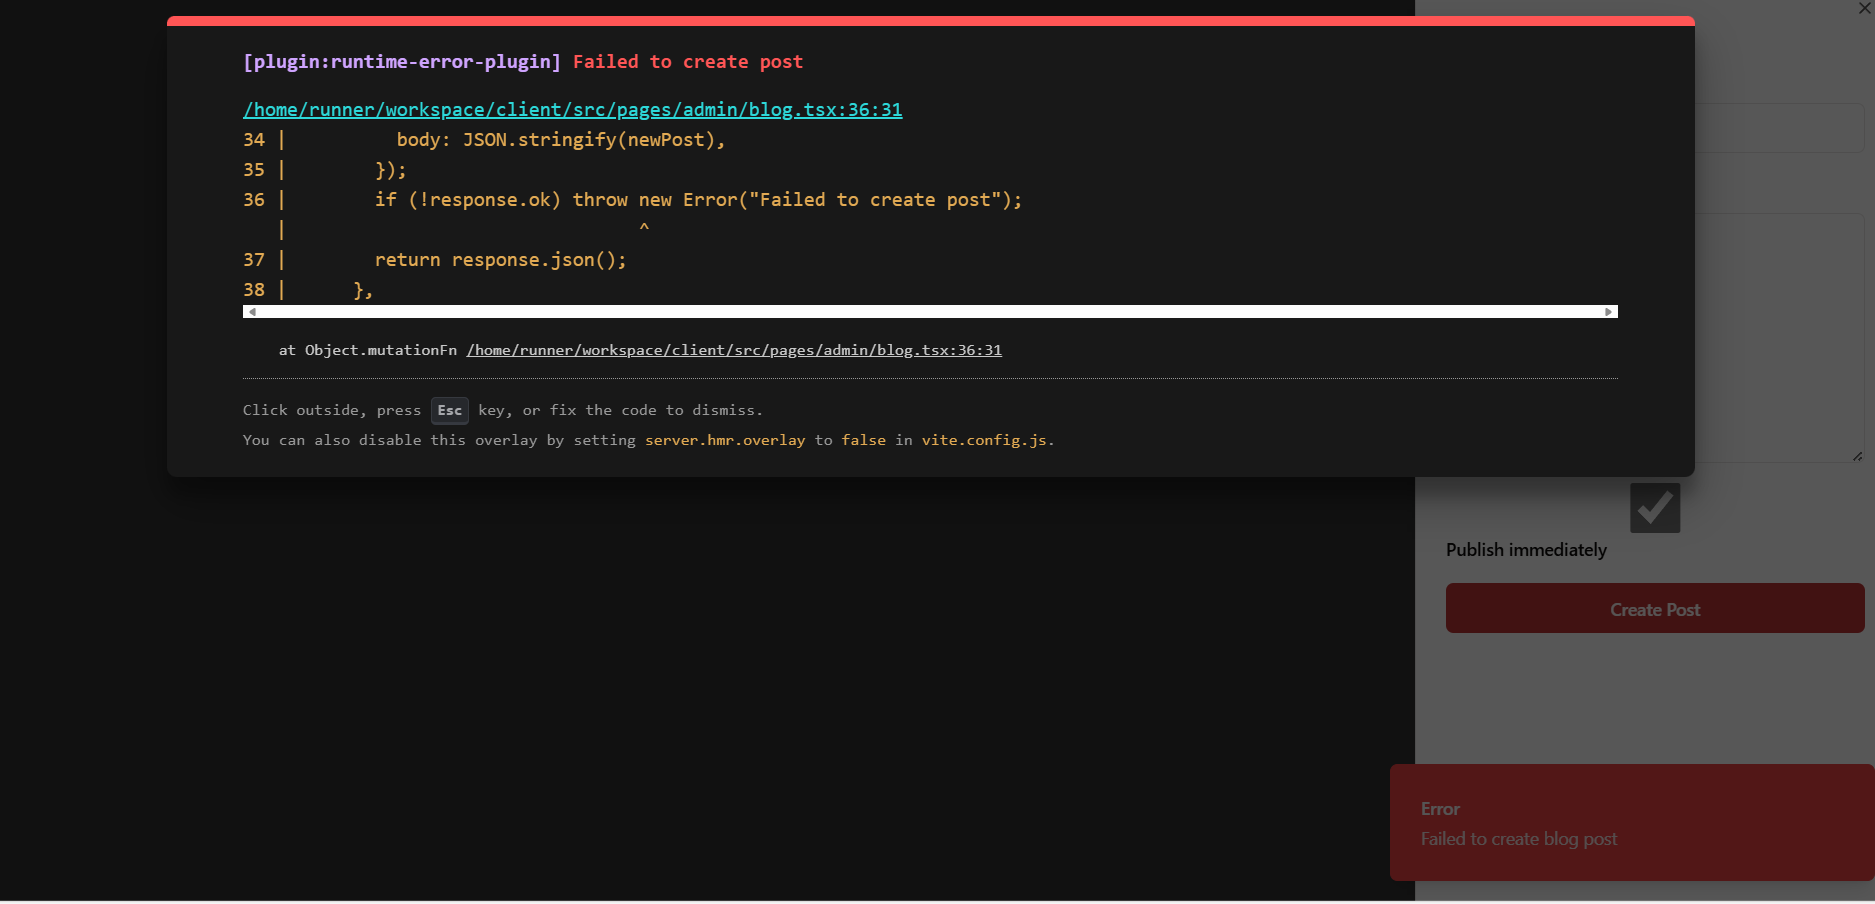 [plugin:runtime-error-plugin] Failed to create post
/home/runner/workspace/client/src/pages/admin/blog.tsx:36:31
34 |          body: JSON.stringify(newPost),
35 |        });
36 |        if (!response.ok) throw new Error("Failed to create post");
   |                                ^
37 |        return response.json();
38 |      },
at Object.mutationFn /home/runner/workspace/client/src/pages/admin/blog.tsx:36:31
Click outside, press Esc key, or fix the code to dismiss.
You can also disable this overlay by setting server.hmr.overlay to false in vite.config.js.
Publish immediately
Create Post
Error
Failed to create blog post